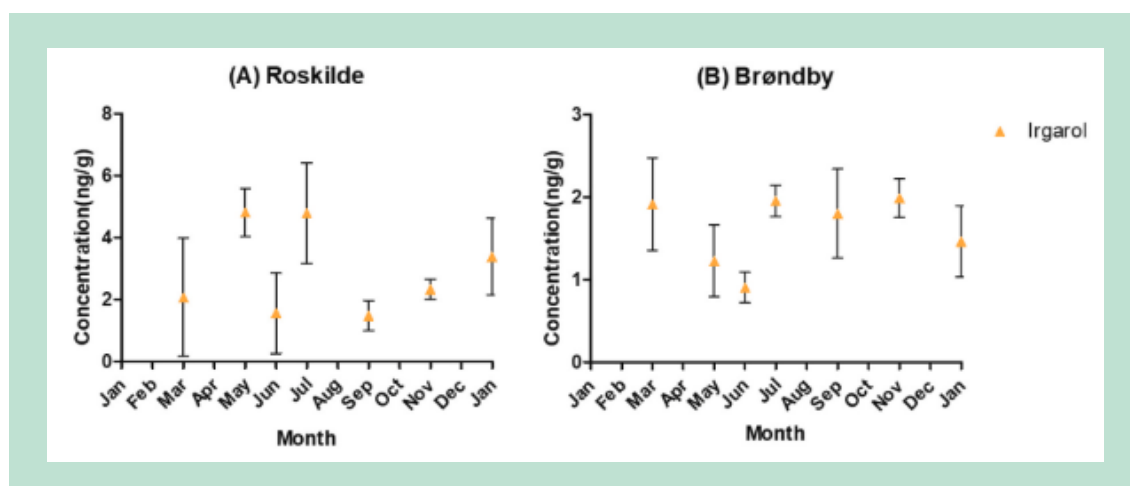 (A) Roskilde
Concentration(ng/g)
8
6
4
2
0
Jan Feb Mar Apr May Jun Jul Aug Sep Oct Nov Dec Jan
Month
(B) Brøndby
Concentration(ng/g)
3
2
1
0
Jan Feb Mar Apr May Jun Jul Aug Sep Oct Nov Dec Jan
Month
Irgarol